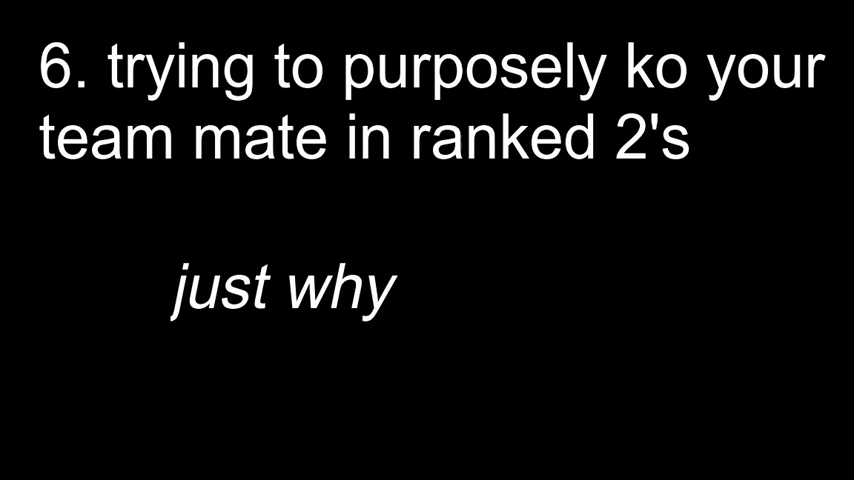 6. trying to purposely ko your
team mate in ranked 2's
just why